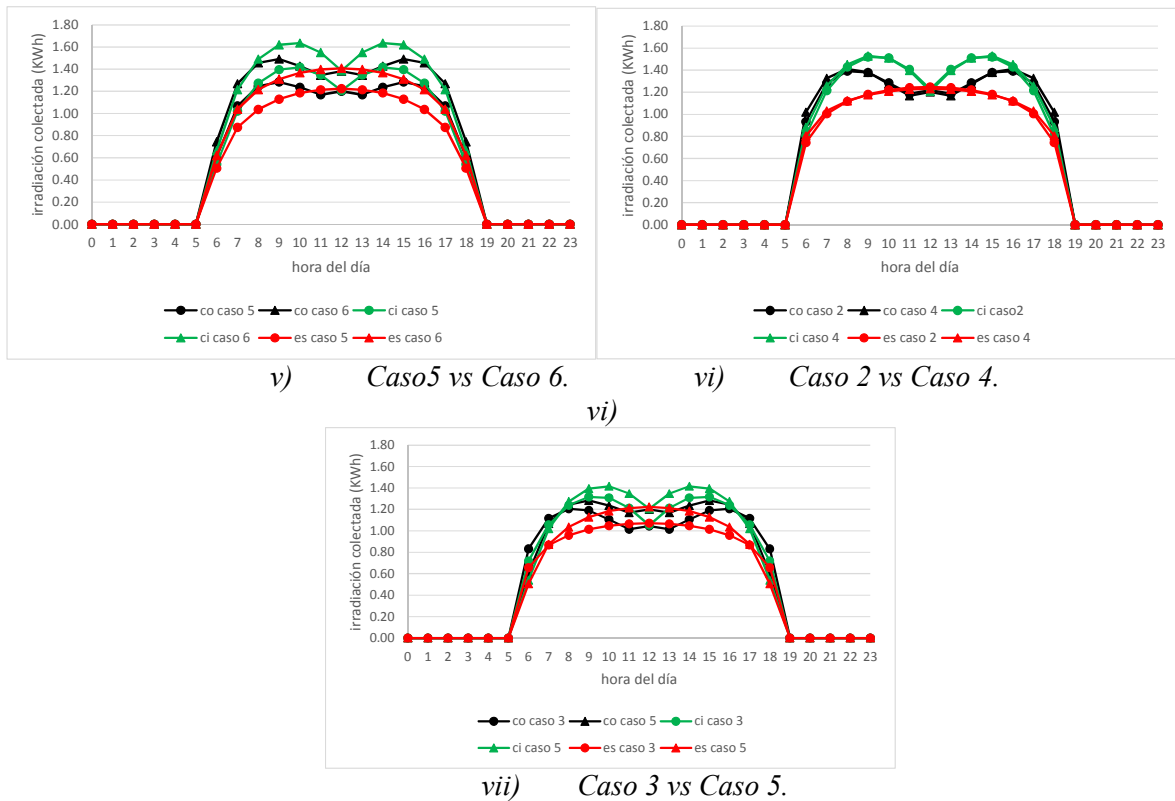 irradiación colectada (KWh)
1.80
1.60
1.40
1.20
1.00
0.80
0.60
0.40
0.20
0.00
0 1 2 3 4 5 6 7 8 9 10 11 12 13 14 15 16 17 18 19 20 21 22 23
hora del día
co caso 5 co caso 6 ci caso 5
ci caso 6 es caso 5 es caso 6
v) Caso5 vs Caso 6.
irradiación colectada (KWh)
1.80
1.60
1.40
1.20
1.00
0.80
0.60
0.40
0.20
0.00
0 1 2 3 4 5 6 7 8 9 10 11 12 13 14 15 16 17 18 19 20 21 22 23
hora del día
co caso 2 co caso 4 ci caso2
ci caso 4 es caso 2 es caso 4
vi) Caso 2 vs Caso 4.
vi)
irradiación colectada (KWh)
1.80
1.60
1.40
1.20
1.00
0.80
0.60
0.40
0.20
0.00
0 1 2 3 4 5 6 7 8 9 10 11 12 13 14 15 16 17 18 19 20 21 22 23
hora del día
co caso 3 co caso 5 ci caso 3
ci caso 5 es caso 3 es caso 5
vii) Caso 3 vs Caso 5.